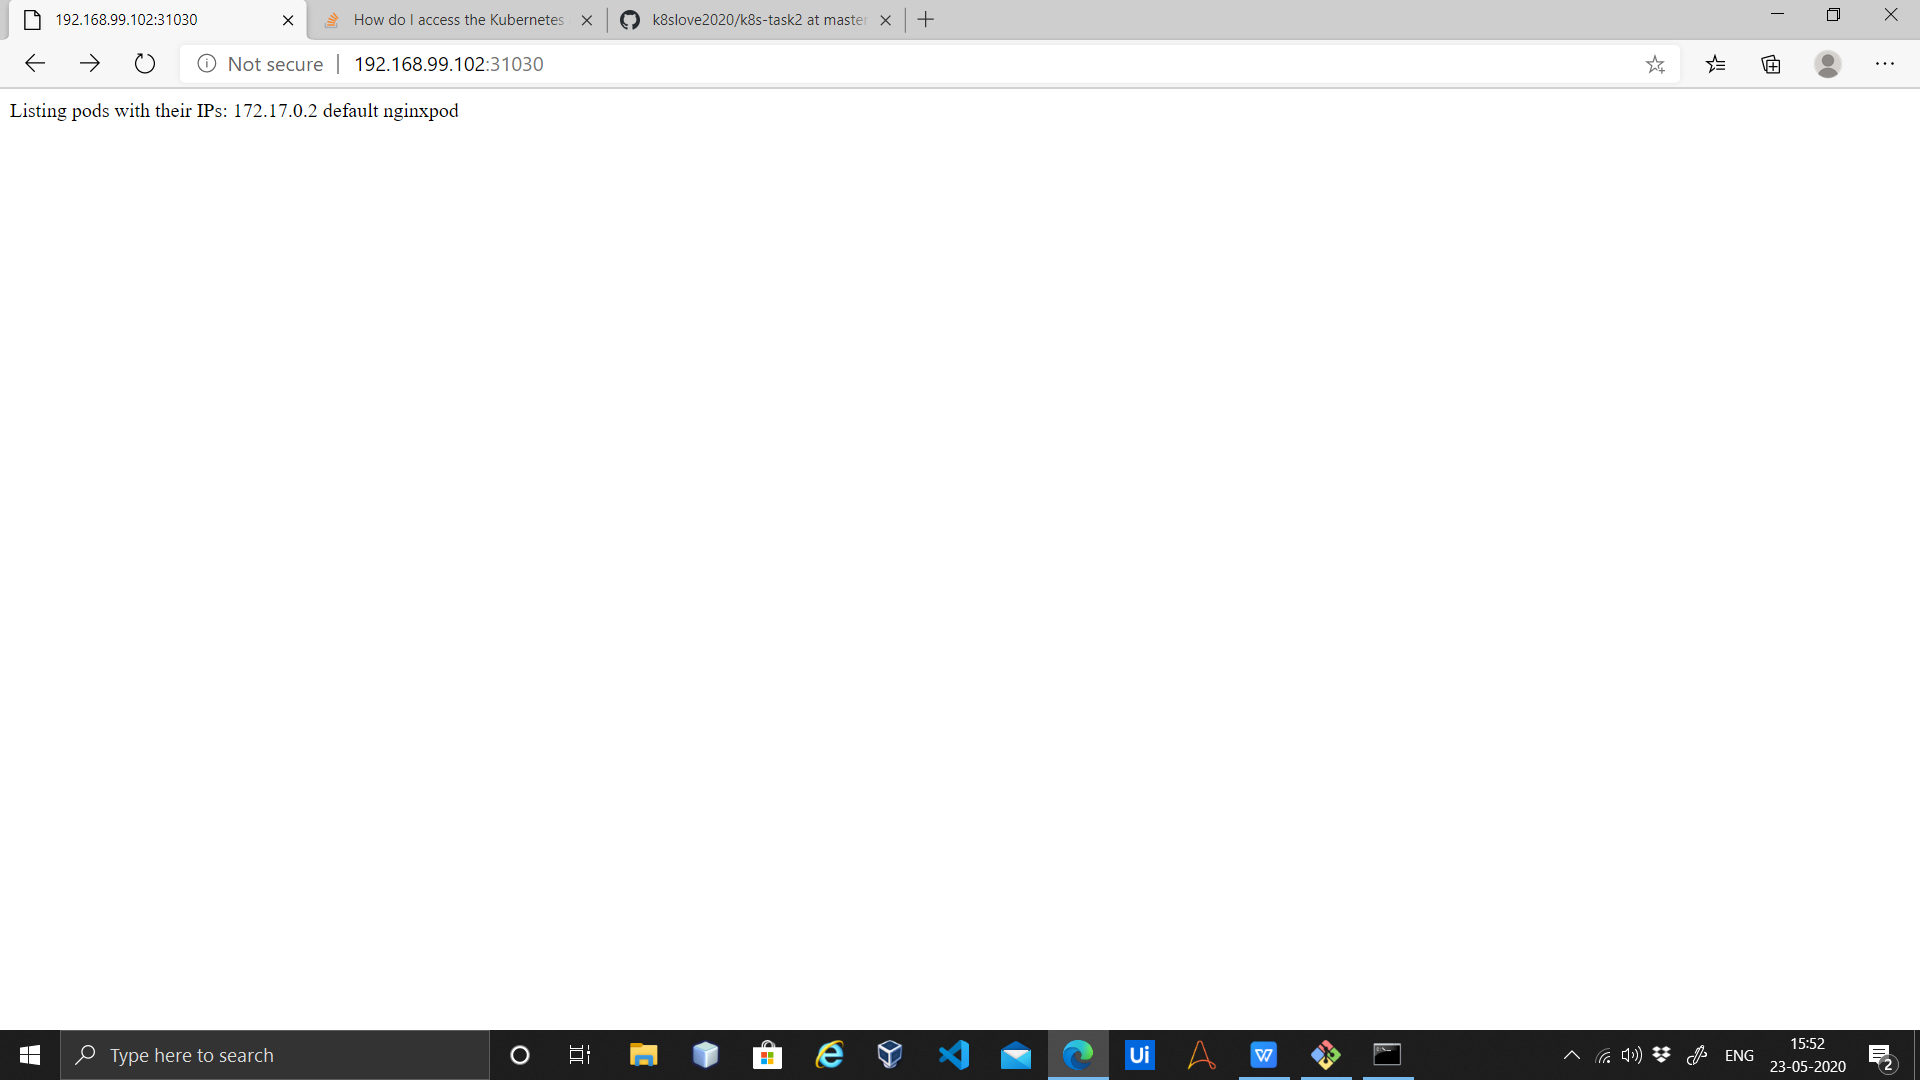 192.168.99.102:31030
How do I access the Kubernetes
k8slove2020/k8s-task2 at master
Not secure | 192.168.99.102:31030
Listing pods with their IPs: 172.17.0.2 default nginxpod
Type here to search
Ui
W
ENG
15:52
23-05-2020
2